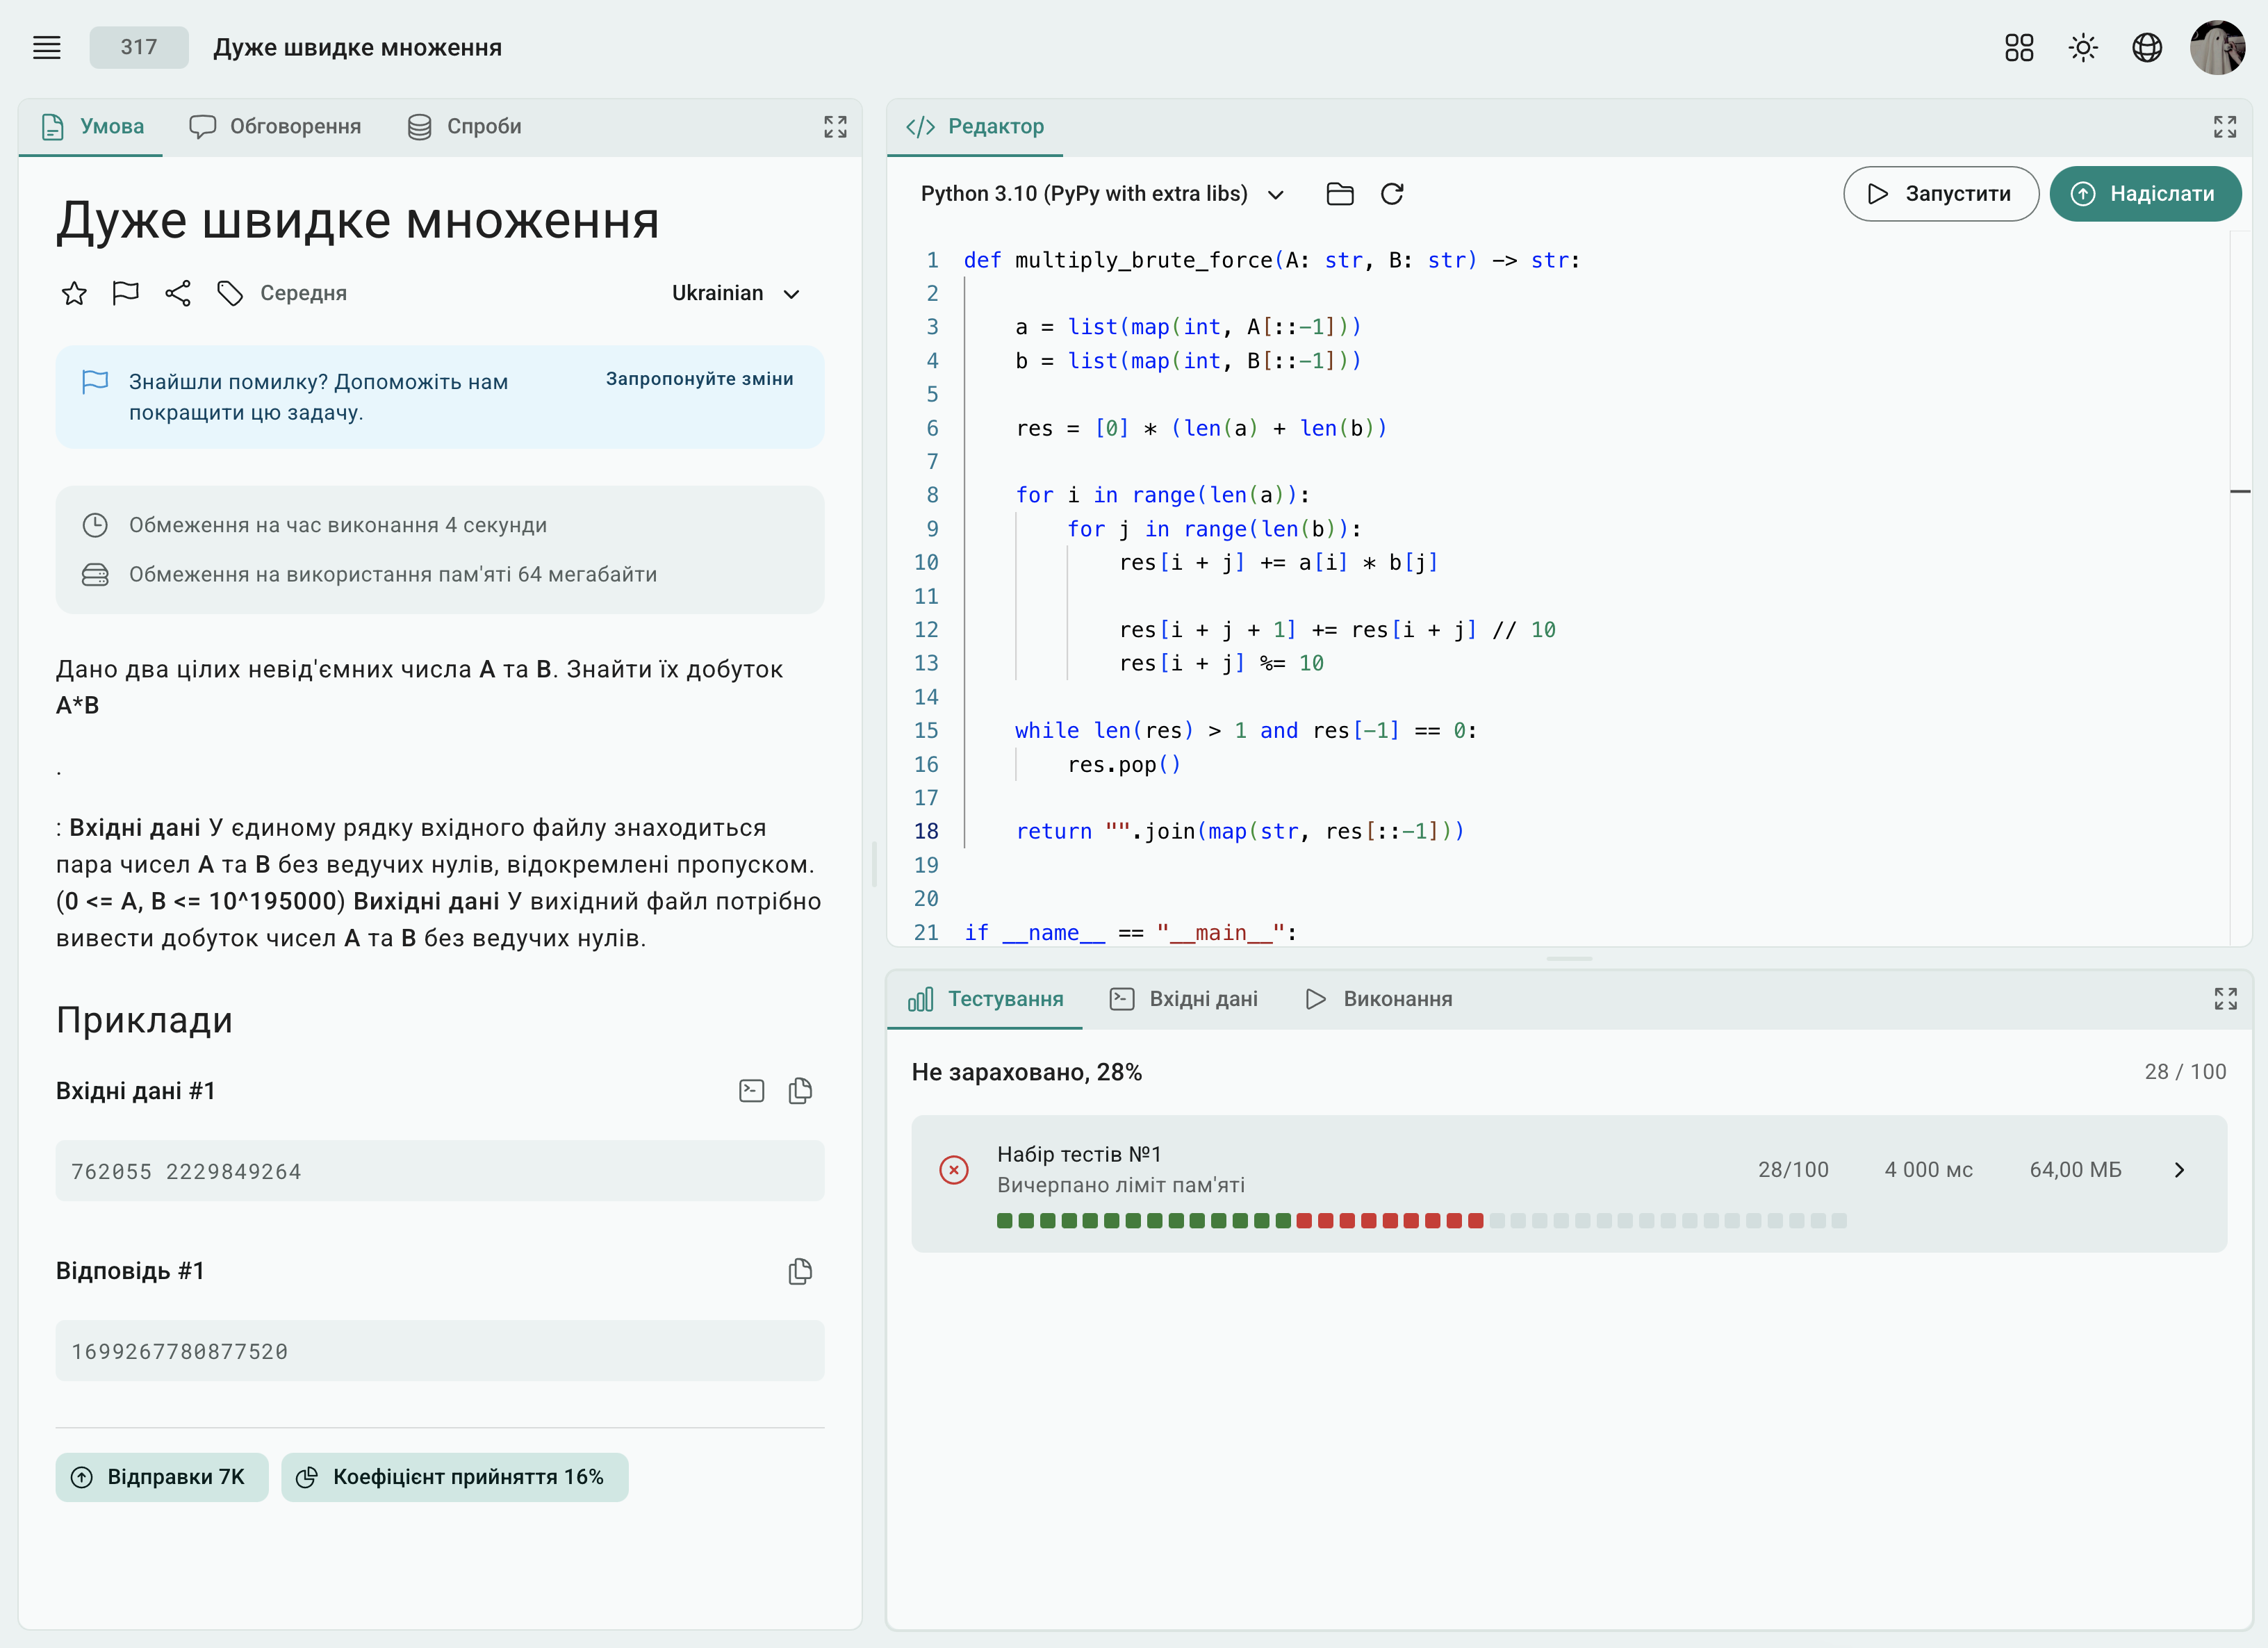 317 Дуже швидке множення
Умова Обговорення Спроби
Дуже швидке множення
Середня Ukrainian
Знайшли помилку? Допоможіть нам
покращити цю задачу.
Запропонуйте зміни
Обмеження на час виконання 4 секунди
Обмеження на використання пам'яті 64 мегабайти
Дано два цілих невід'ємних числа A та B. Знайти їх добуток
A*B
.
: Вхідні дані У єдиному рядку вхідного файлу знаходиться
пара чисел A та B без ведучих нулів, відокремлені пропуском.
(0 <= A, B <= 10^195000) Вихідні дані У вихідний файл потрібно
вивести добуток чисел A та B без ведучих нулів.
Приклади
Вхідні дані #1
762055 2229849264
Відповідь #1
1699267780877520
Відправки 7K Коефіцієнт прийняття 16%
Редактор
Python 3.10 (PyPy with extra libs) Запустити Надіслати
1 def multiply_brute_force(A: str, B: str) -> str:
2
3 a = list(map(int, A[::-1]))
4 b = list(map(int, B[::-1]))
5
6 res = [0] * (len(a) + len(b))
7
8 for i in range(len(a)):
9 for j in range(len(b)):
10 res[i + j] += a[i] * b[j]
11
12 res[i + j + 1] += res[i + j] // 10
13 res[i + j] %= 10
14
15 while len(res) > 1 and res[-1] == 0:
16 res.pop()
17
18 return "".join(map(str, res[::-1]))
19
20
21 if __name__ == "__main__":
Тестування Вхідні дані Виконання
Не зараховано, 28% 28 / 100
Набір тестів №1
Вичерпано ліміт пам'яті
28/100 4 000 мс 64,00 МБ